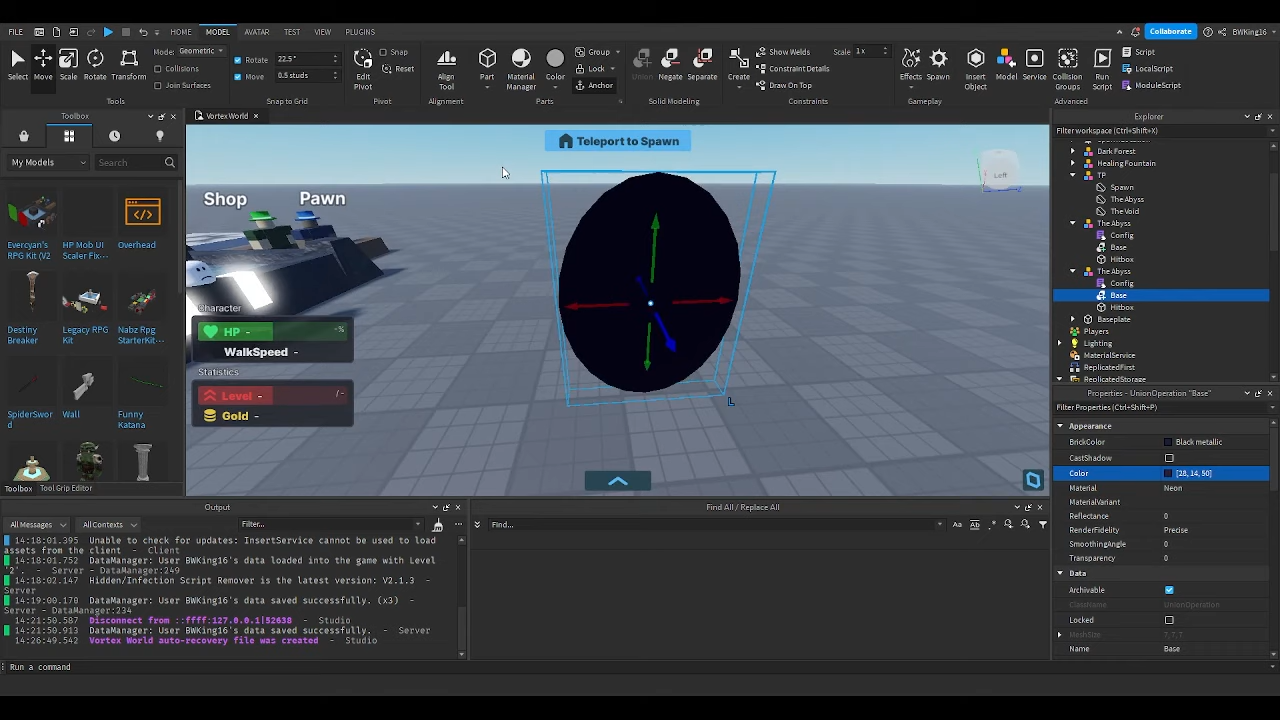 FILE HOME MODEL AVATAR TEST VIEW PLUGINS Collaborate BWKing16
Select Move Scale Rotate Transform
Mode: Geometric
Collisions
Join Surfaces
Tools
Rotate 22.5°
Move 0.5 studs
Snap to Grid
Edit Pivot
Snap
Reset
Pivot
Align Tool
Alignment
Part Material Manager Color
Group
Lock
Anchor
Parts
Union Negate Separate
Solid Modeling
Create
Show Welds
Constraint Details
Draw On Top
Scale 1x
Constraints
Effects Spawn
Gameplay
Insert Object Model Service Collision Groups Run Script
Script
LocalScript
ModuleScript
Advanced
Toolbox
My Models Search
Evercyan's RPG Kit (V2
HP Mob UI Scaler Fix...
Overhead
Destiny Breaker
Legacy RPG Kit
Nabz Rpg StarterKit...
SpiderSword
Wall
Funny Katana
Toolbox Tool Grip Editor
Vortex World
Teleport to Spawn
Left
Shop Pawn
Character
HP - -%
WalkSpeed -
Statistics
Level - /-
Gold -
L
Explorer
Filter workspace (Ctrl+Shift+X)
Dark Forest
Healing Fountain
TP
Spawn
The Abyss
The Void
The Abyss
Config
Base
Hitbox
The Abyss
Config
Base
Hitbox
Baseplate
Players
Lighting
MaterialService
ReplicatedFirst
ReplicatedStorage
Properties - UnionOperation "Base"
Filter Properties (Ctrl+Shift+P)
Appearance
BrickColor Black metallic
CastShadow
Color [28, 14, 50]
Material Neon
MaterialVariant
Reflectance 0
RenderFidelity Precise
SmoothingAngle 0
Transparency 0
Data
Archivable
ClassName UnionOperation
Locked
MeshSize 7, 7, 7
Name Base
Output
All Messages All Contexts Filter...
14:18:01.395 Unable to check for updates: InsertService cannot be used to load
assets from the client - Client
14:18:01.752 DataManager: User BWKing16's data loaded into the game with Level
'2'. - Server - DataManager:249
14:18:02.147 Hidden/Infection Script Remover is the latest version: V2.1.3 -
Server
14:19:00.170 DataManager: User BWKing16's data saved successfully. (x3) -
Server - DataManager:234
14:21:50.587 Disconnect from ::ffff:127.0.0.1|52638 - Studio
14:21:50.913 DataManager: User BWKing16's data saved successfully. - Server
14:26:49.542 Vortex World auto-recovery file was created - Studio
Find All / Replace All
Find... Aa ab .*
Run a command